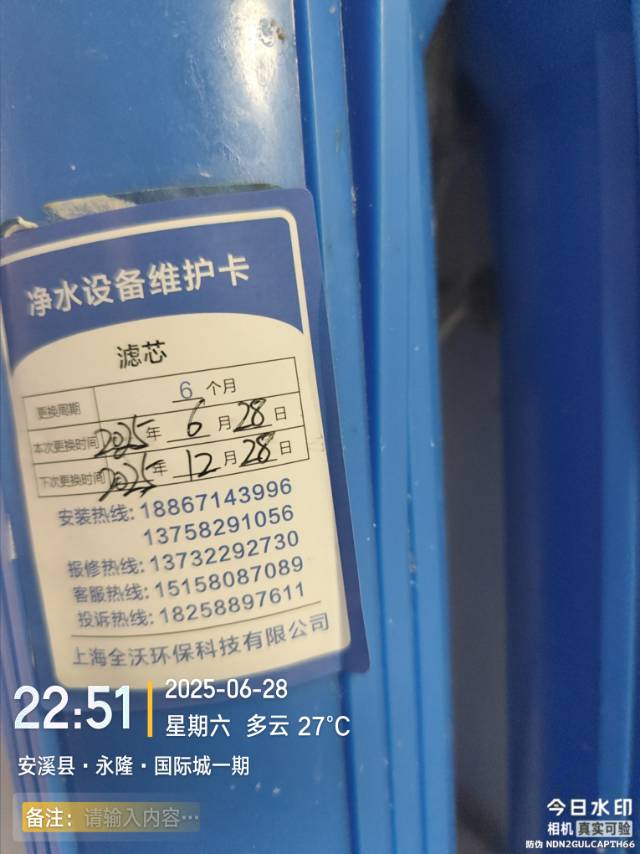 净水设备维护卡
滤芯
更换周期 6 个月
本次更换时间 2025年 6 月 28 日
下次更换时间 2025年 12 月 28 日
安装热线: 18867143996
13758291056
报修热线: 13732292730
客服热线: 15158087089
投诉热线: 18258897611
上海全沃环保科技有限公司
22:51
2025-06-28
星期六 多云 27°C
安溪县·永隆·国际城一期
备注: 请输入内容…
今日水印
相机 真实可验
防伪 NDN2GULCAPTH66